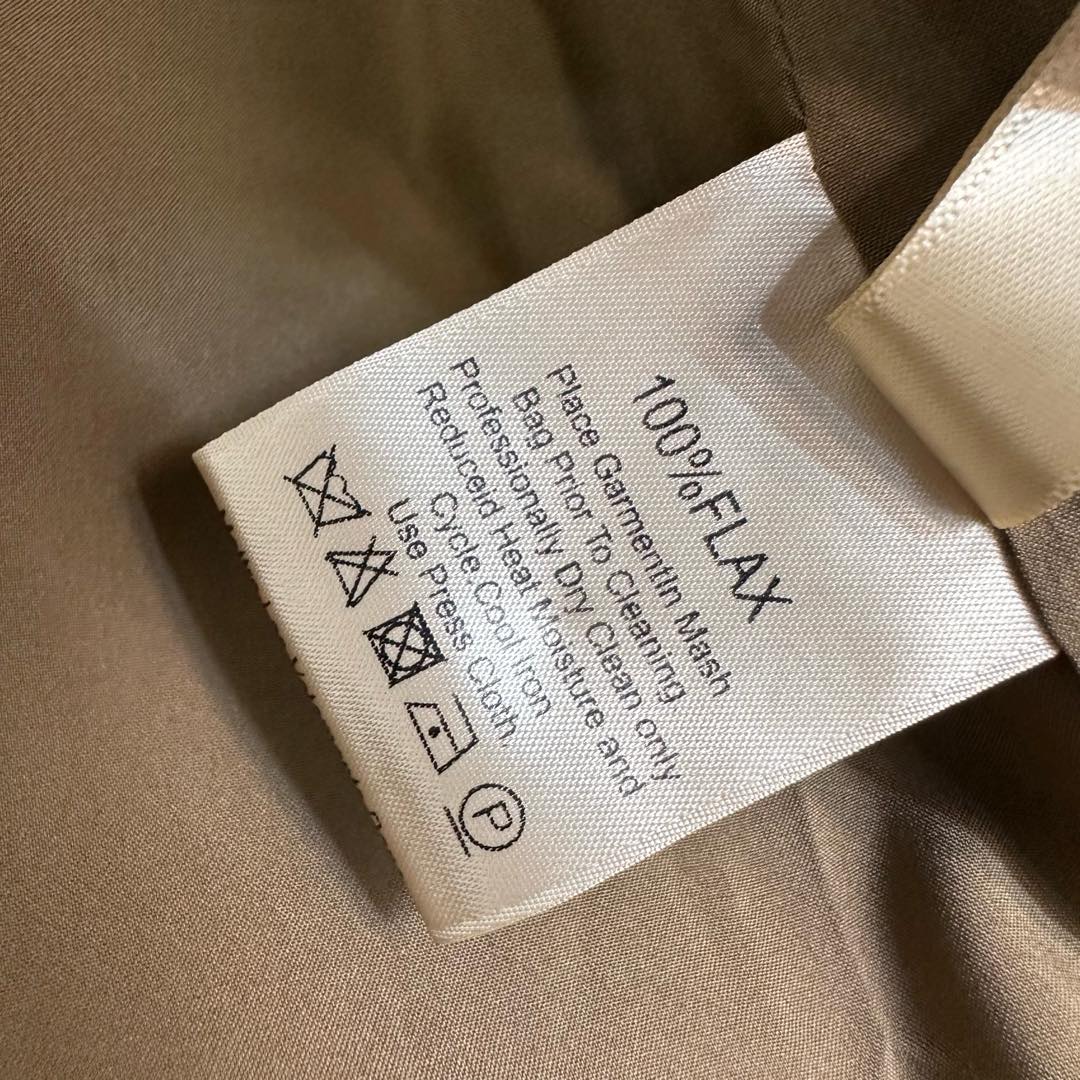 100%FLAX
Place GarmentIn Mash
Bag Prior To Cleaning
Professionally Dry Clean only
Reduceid Heat Moisture and
Cycle.Cool Iron
Use Press Cloth.
P